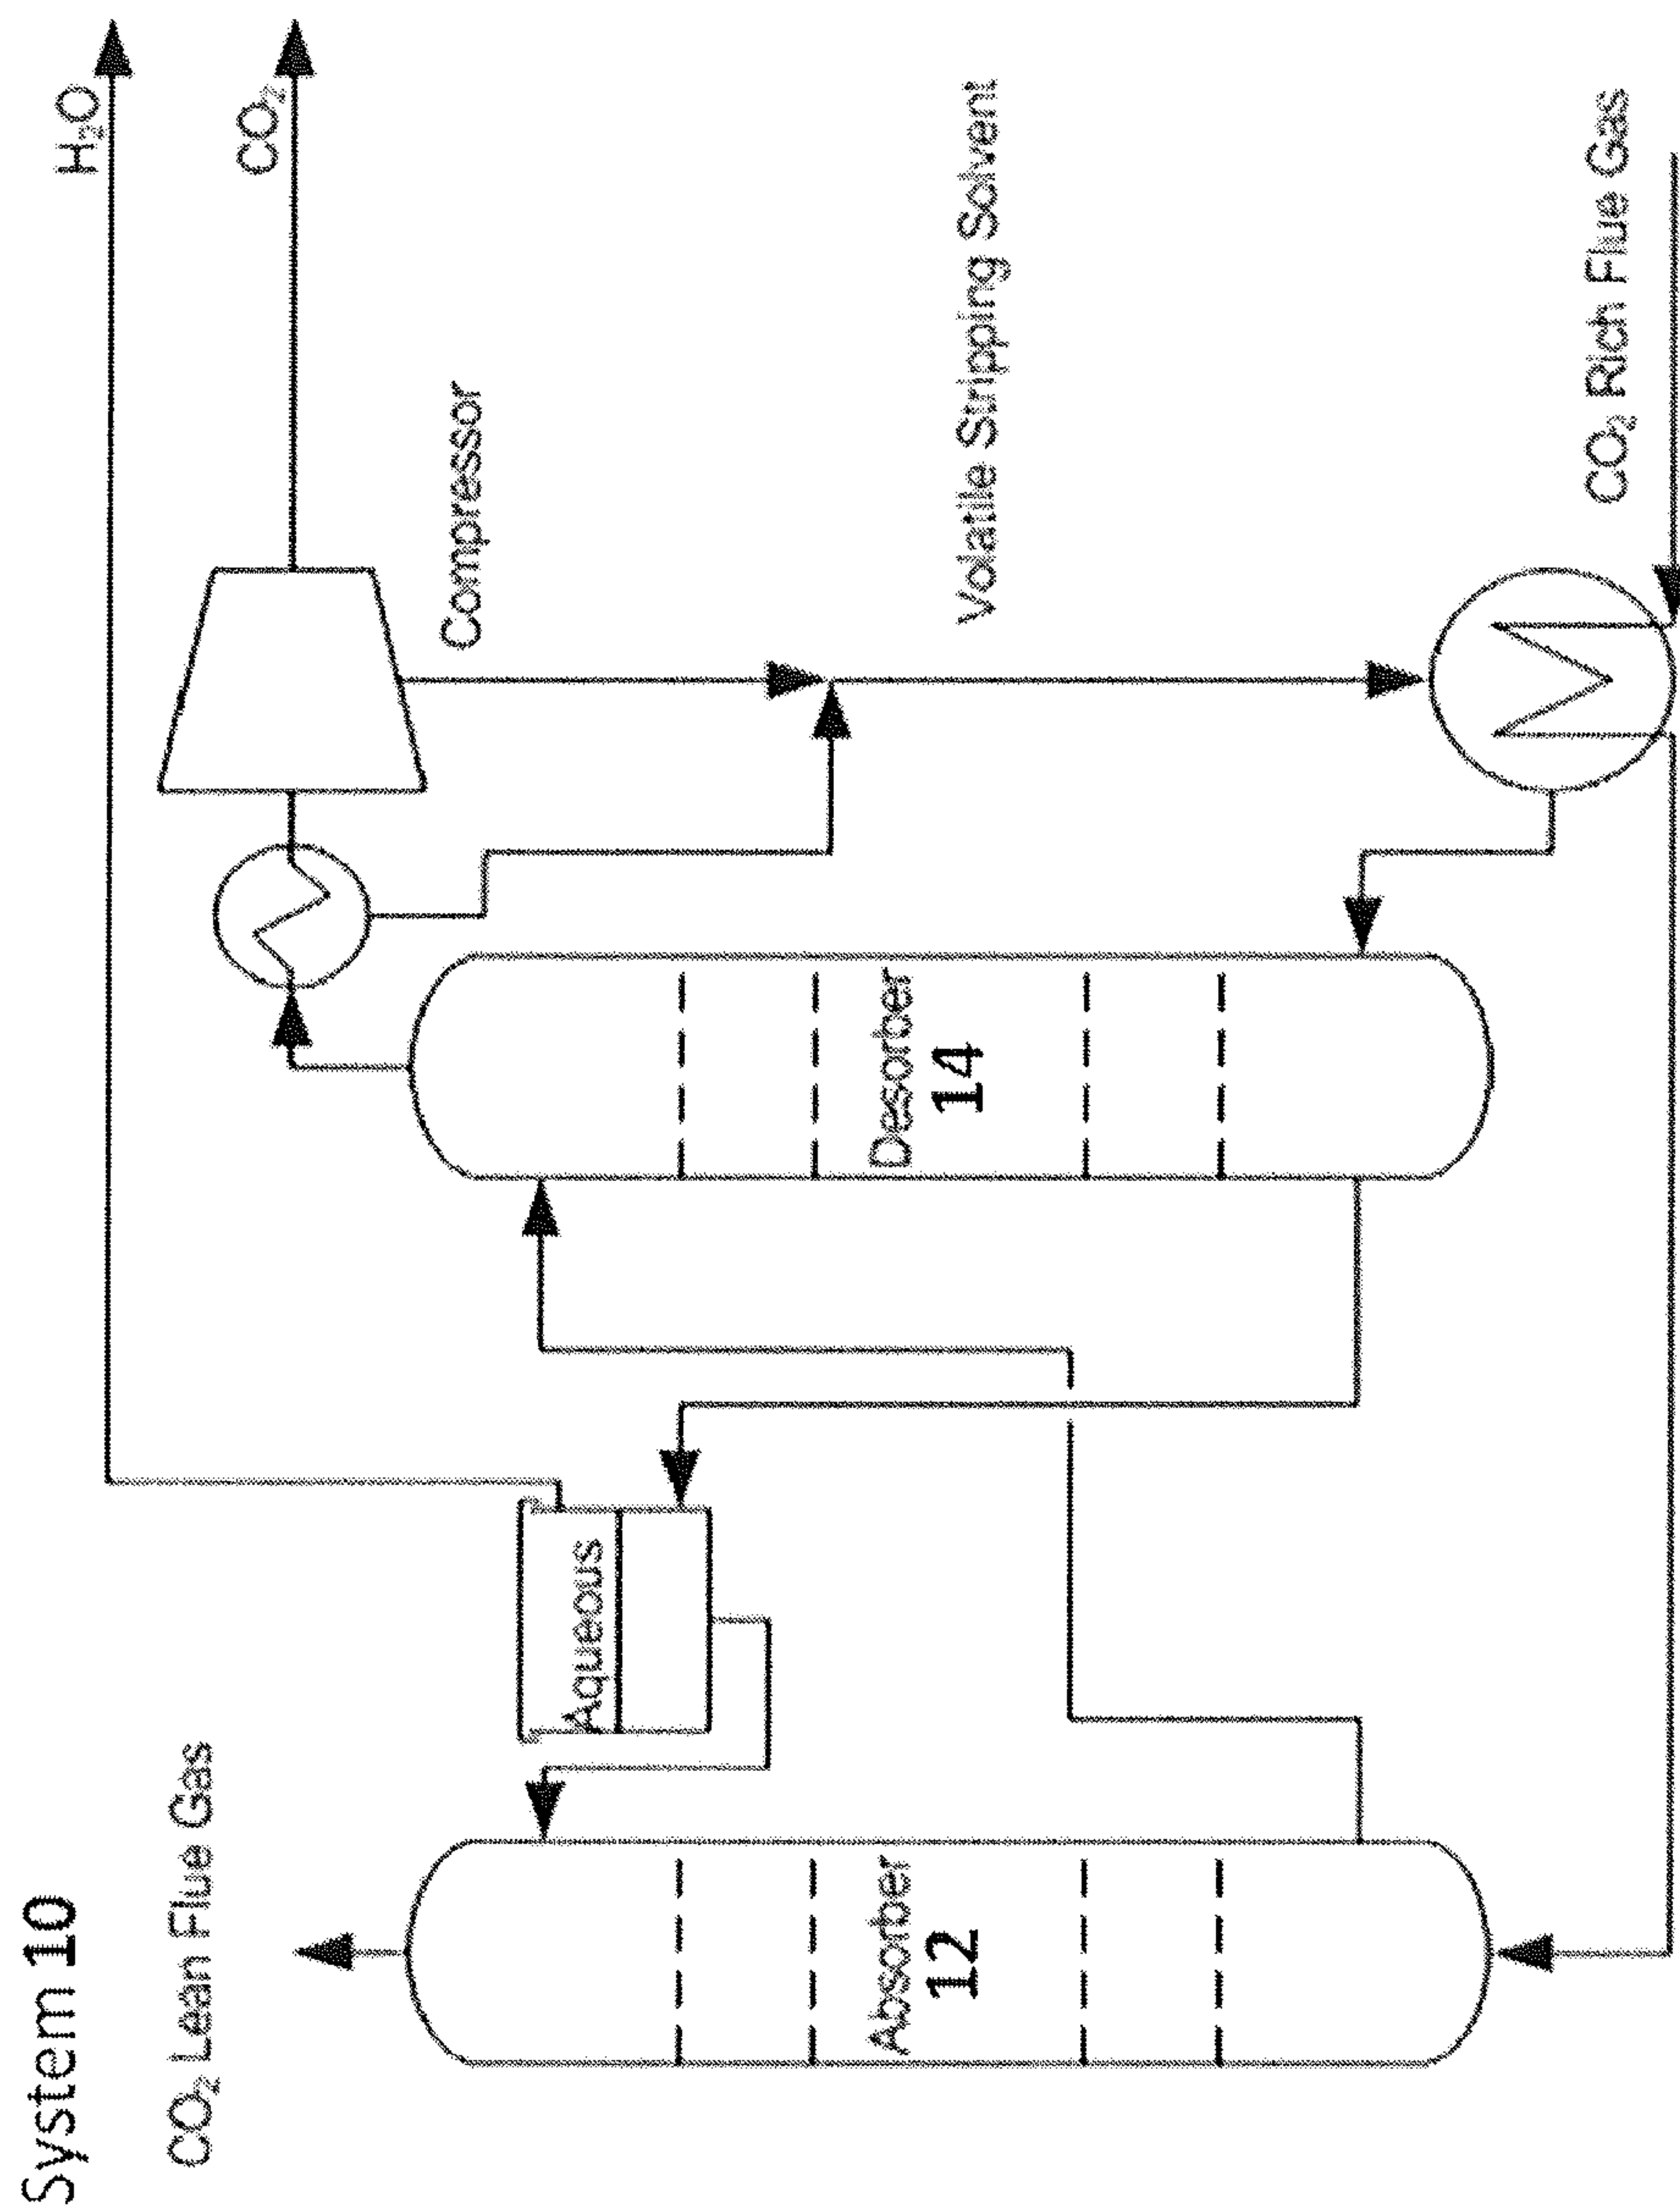 System 10
CO₂ Lean Flue Gas
H₂O
CO₂
Compressor
Aqueous
Volatile Stripping Solvent
Absorber
12
Desorber
14
CO₂ Rich Flue Gas